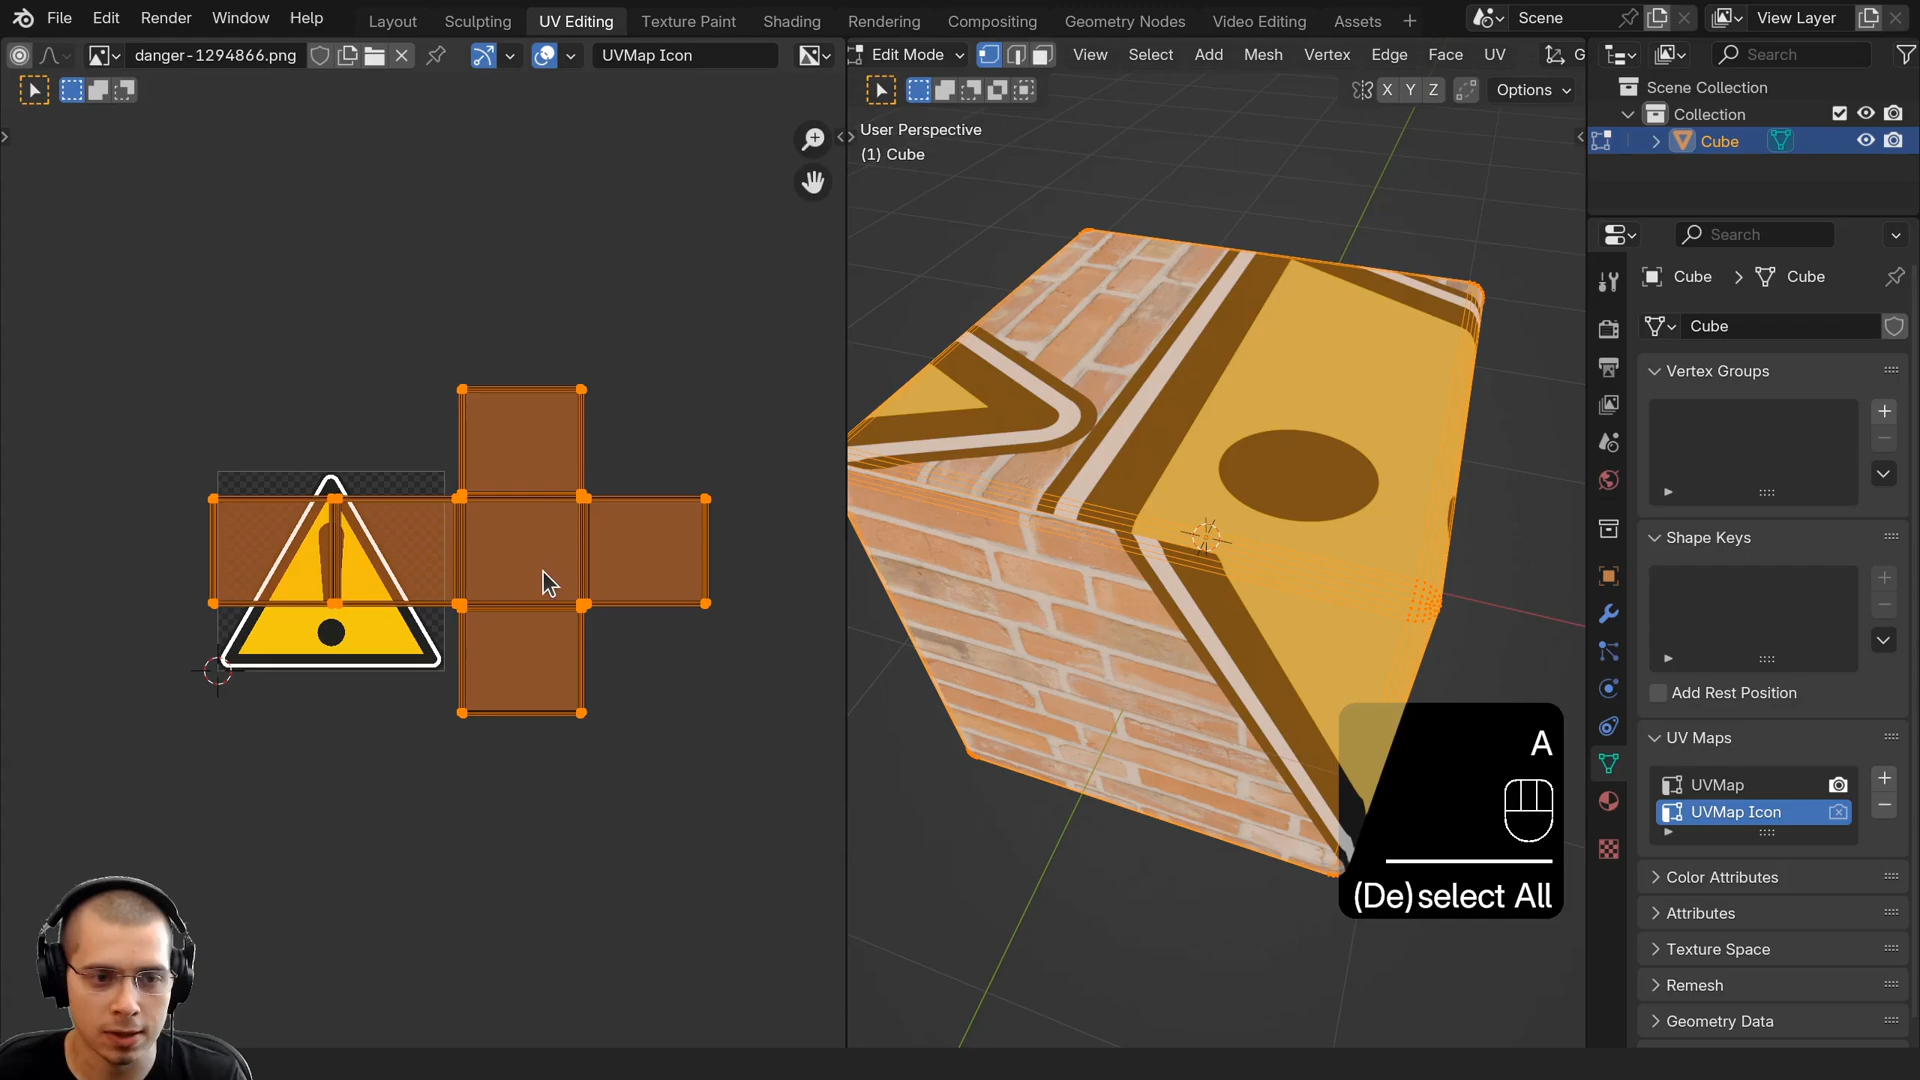 File Edit Render Window Help Layout Sculpting UV Editing Texture Paint Shading Rendering Compositing Geometry Nodes Video Editing Assets + Scene View Layer
danger-1294866.png UVMap Icon Edit Mode View Select Add Mesh Vertex Edge Face UV G Search
X Y Z Options
Scene Collection
Collection
Cube
User Perspective
(1) Cube
Search
Cube > Cube
Cube
Vertex Groups
Shape Keys
Add Rest Position
UV Maps
UVMap
UVMap Icon
Color Attributes
Attributes
Texture Space
Remesh
Geometry Data
A
(De)select All